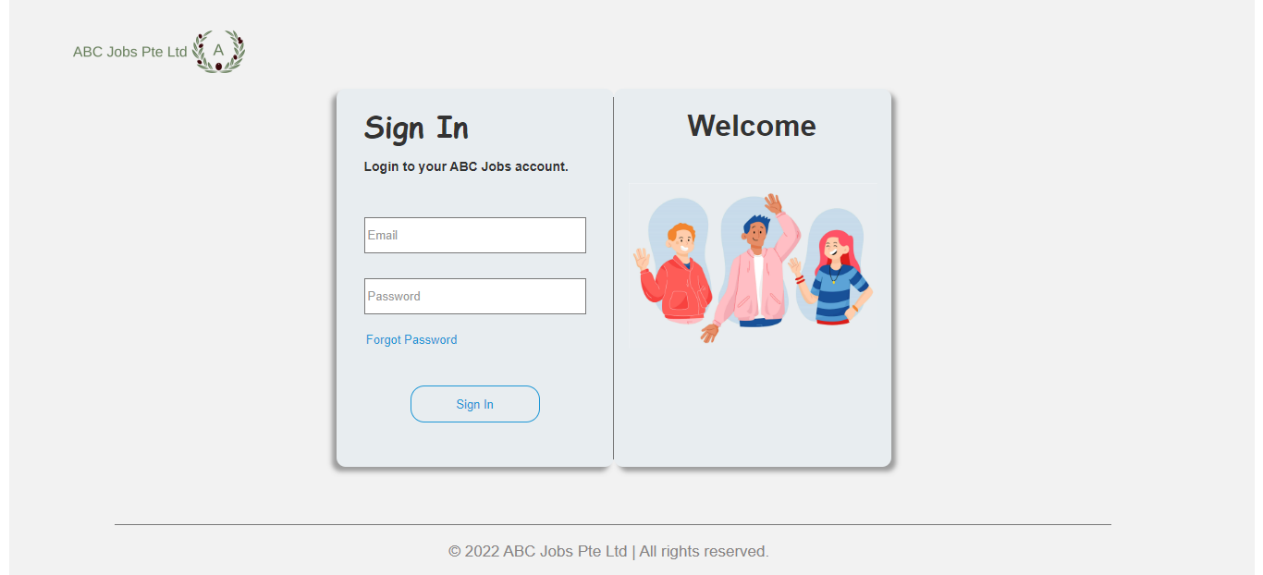 ABC Jobs Pte Ltd A
Sign In
Login to your ABC Jobs account.
Email
Password
Forgot Password
Sign In
Welcome
© 2022 ABC Jobs Pte Ltd | All rights reserved.